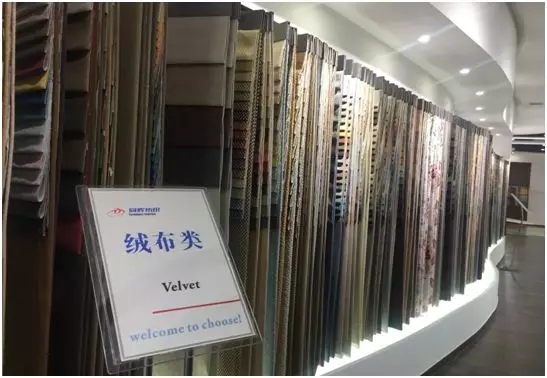 绒布类
Velvet
welcome to choose!